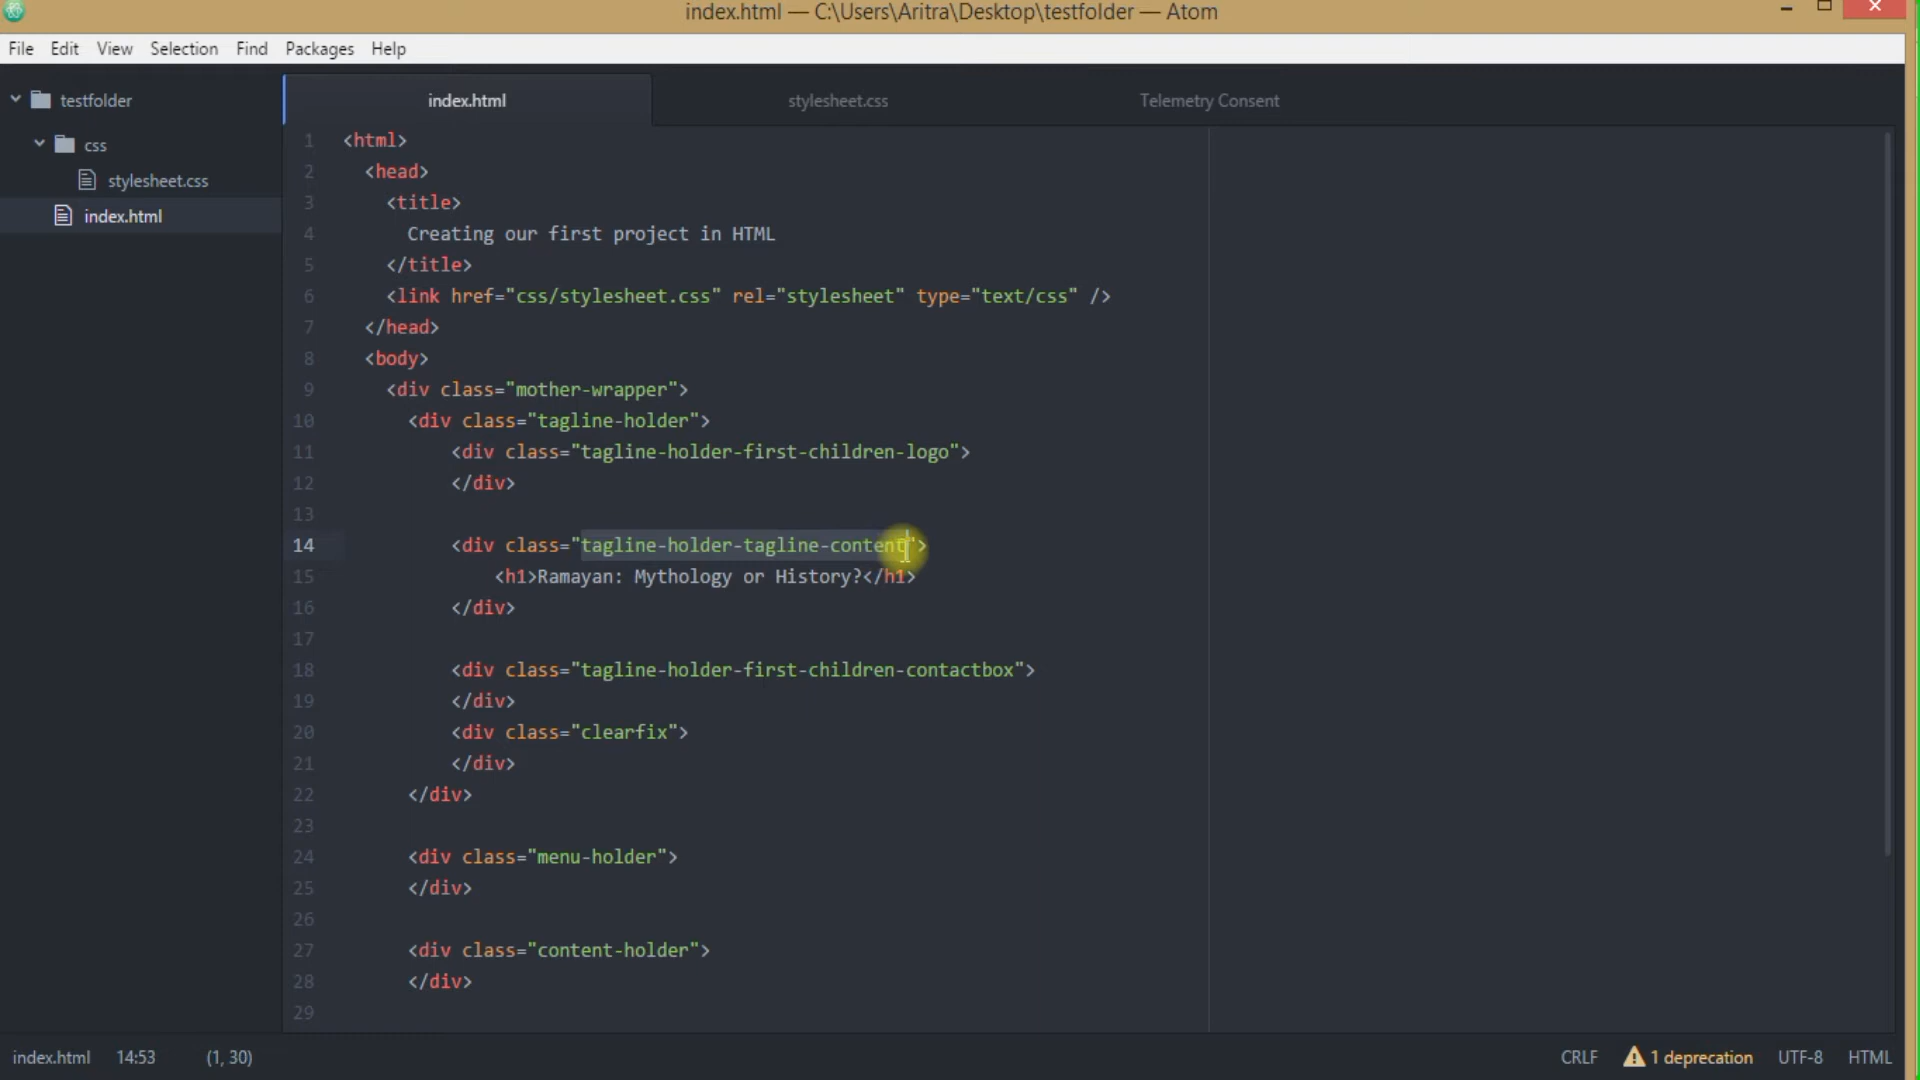 index.html — C:\Users\Aritra\Desktop\testfolder — Atom
File Edit View Selection Find Packages Help
testfolder
css
stylesheet.css
index.html
index.html stylesheet.css Telemetry Consent
1 <html>
2 <head>
3 <title>
4 Creating our first project in HTML
5 </title>
6 <link href="css/stylesheet.css" rel="stylesheet" type="text/css" />
7 </head>
8 <body>
9 <div class="mother-wrapper">
10 <div class="tagline-holder">
11 <div class="tagline-holder-first-children-logo">
12 </div>
13
14 <div class="tagline-holder-tagline-content">
15 <h1>Ramayan: Mythology or History?</h1>
16 </div>
17
18 <div class="tagline-holder-first-children-contactbox">
19 </div>
20 <div class="clearfix">
21 </div>
22 </div>
23
24 <div class="menu-holder">
25 </div>
26
27 <div class="content-holder">
28 </div>
29
index.html 14:53 (1, 30) CRLF 1 deprecation UTF-8 HTML